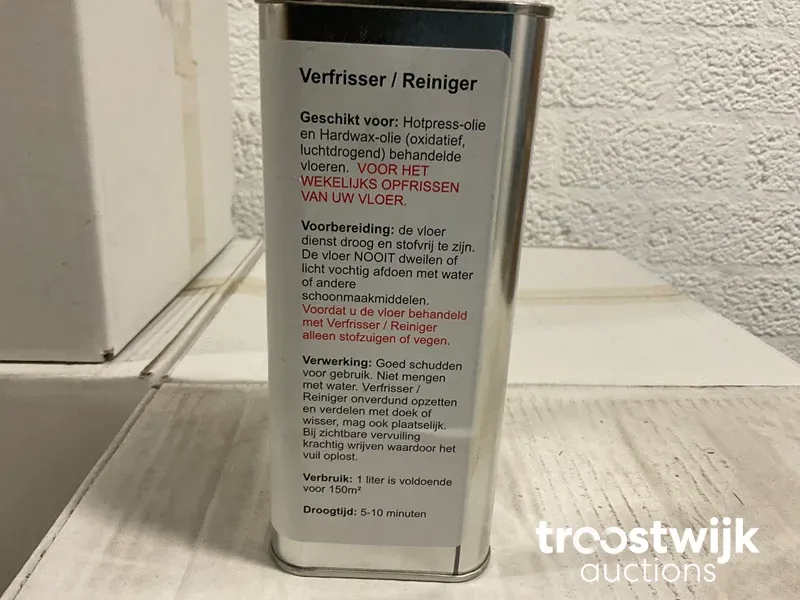 Verfrisser / Reiniger
Geschikt voor: Hotpress-olie
en Hardwax-olie (oxidatief,
luchtdrogend) behandelde
vloeren. VOOR HET
WEKELIJKS OPFRISSEN
VAN UW VLOER.
Voorbereiding: de vloer
dienst droog en stofvrij te zijn.
De vloer NOOIT dweilen of
licht vochtig afdoen met water
of andere
schoonmaakmiddelen.
Voordat u de vloer behandeld
met Verfrisser / Reiniger
alleen stofzuigen of vegen.
Verwerking: Goed schudden
voor gebruik. Niet mengen
met water. Verfrisser /
Reiniger onverdund opzetten
en verdelen met doek of
wisser, mag ook plaatselijk.
Bij zichtbare vervuiling
krachtig wrijven waardoor het
vuil oplost.
Verbruik: 1 liter is voldoende
voor 150m²
Droogtijd: 5-10 minuten
troostwijk
auctions